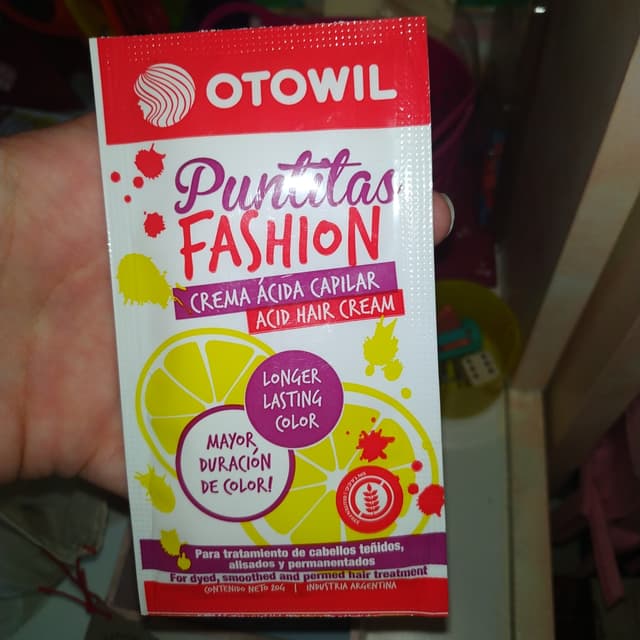 OTOWIL
Puntitas
FASHION
CREMA ÁCIDA CAPILAR
ACID HAIR CREAM
LONGER
LASTING
COLOR
MAYOR
DURACIÓN
DE COLOR!
Para tratamiento de cabellos teñidos,
alisados y permanentados
For dyed, smoothed and permed hair treatment
CONTENIDO NETO 20G | INDUSTRIA ARGENTINA